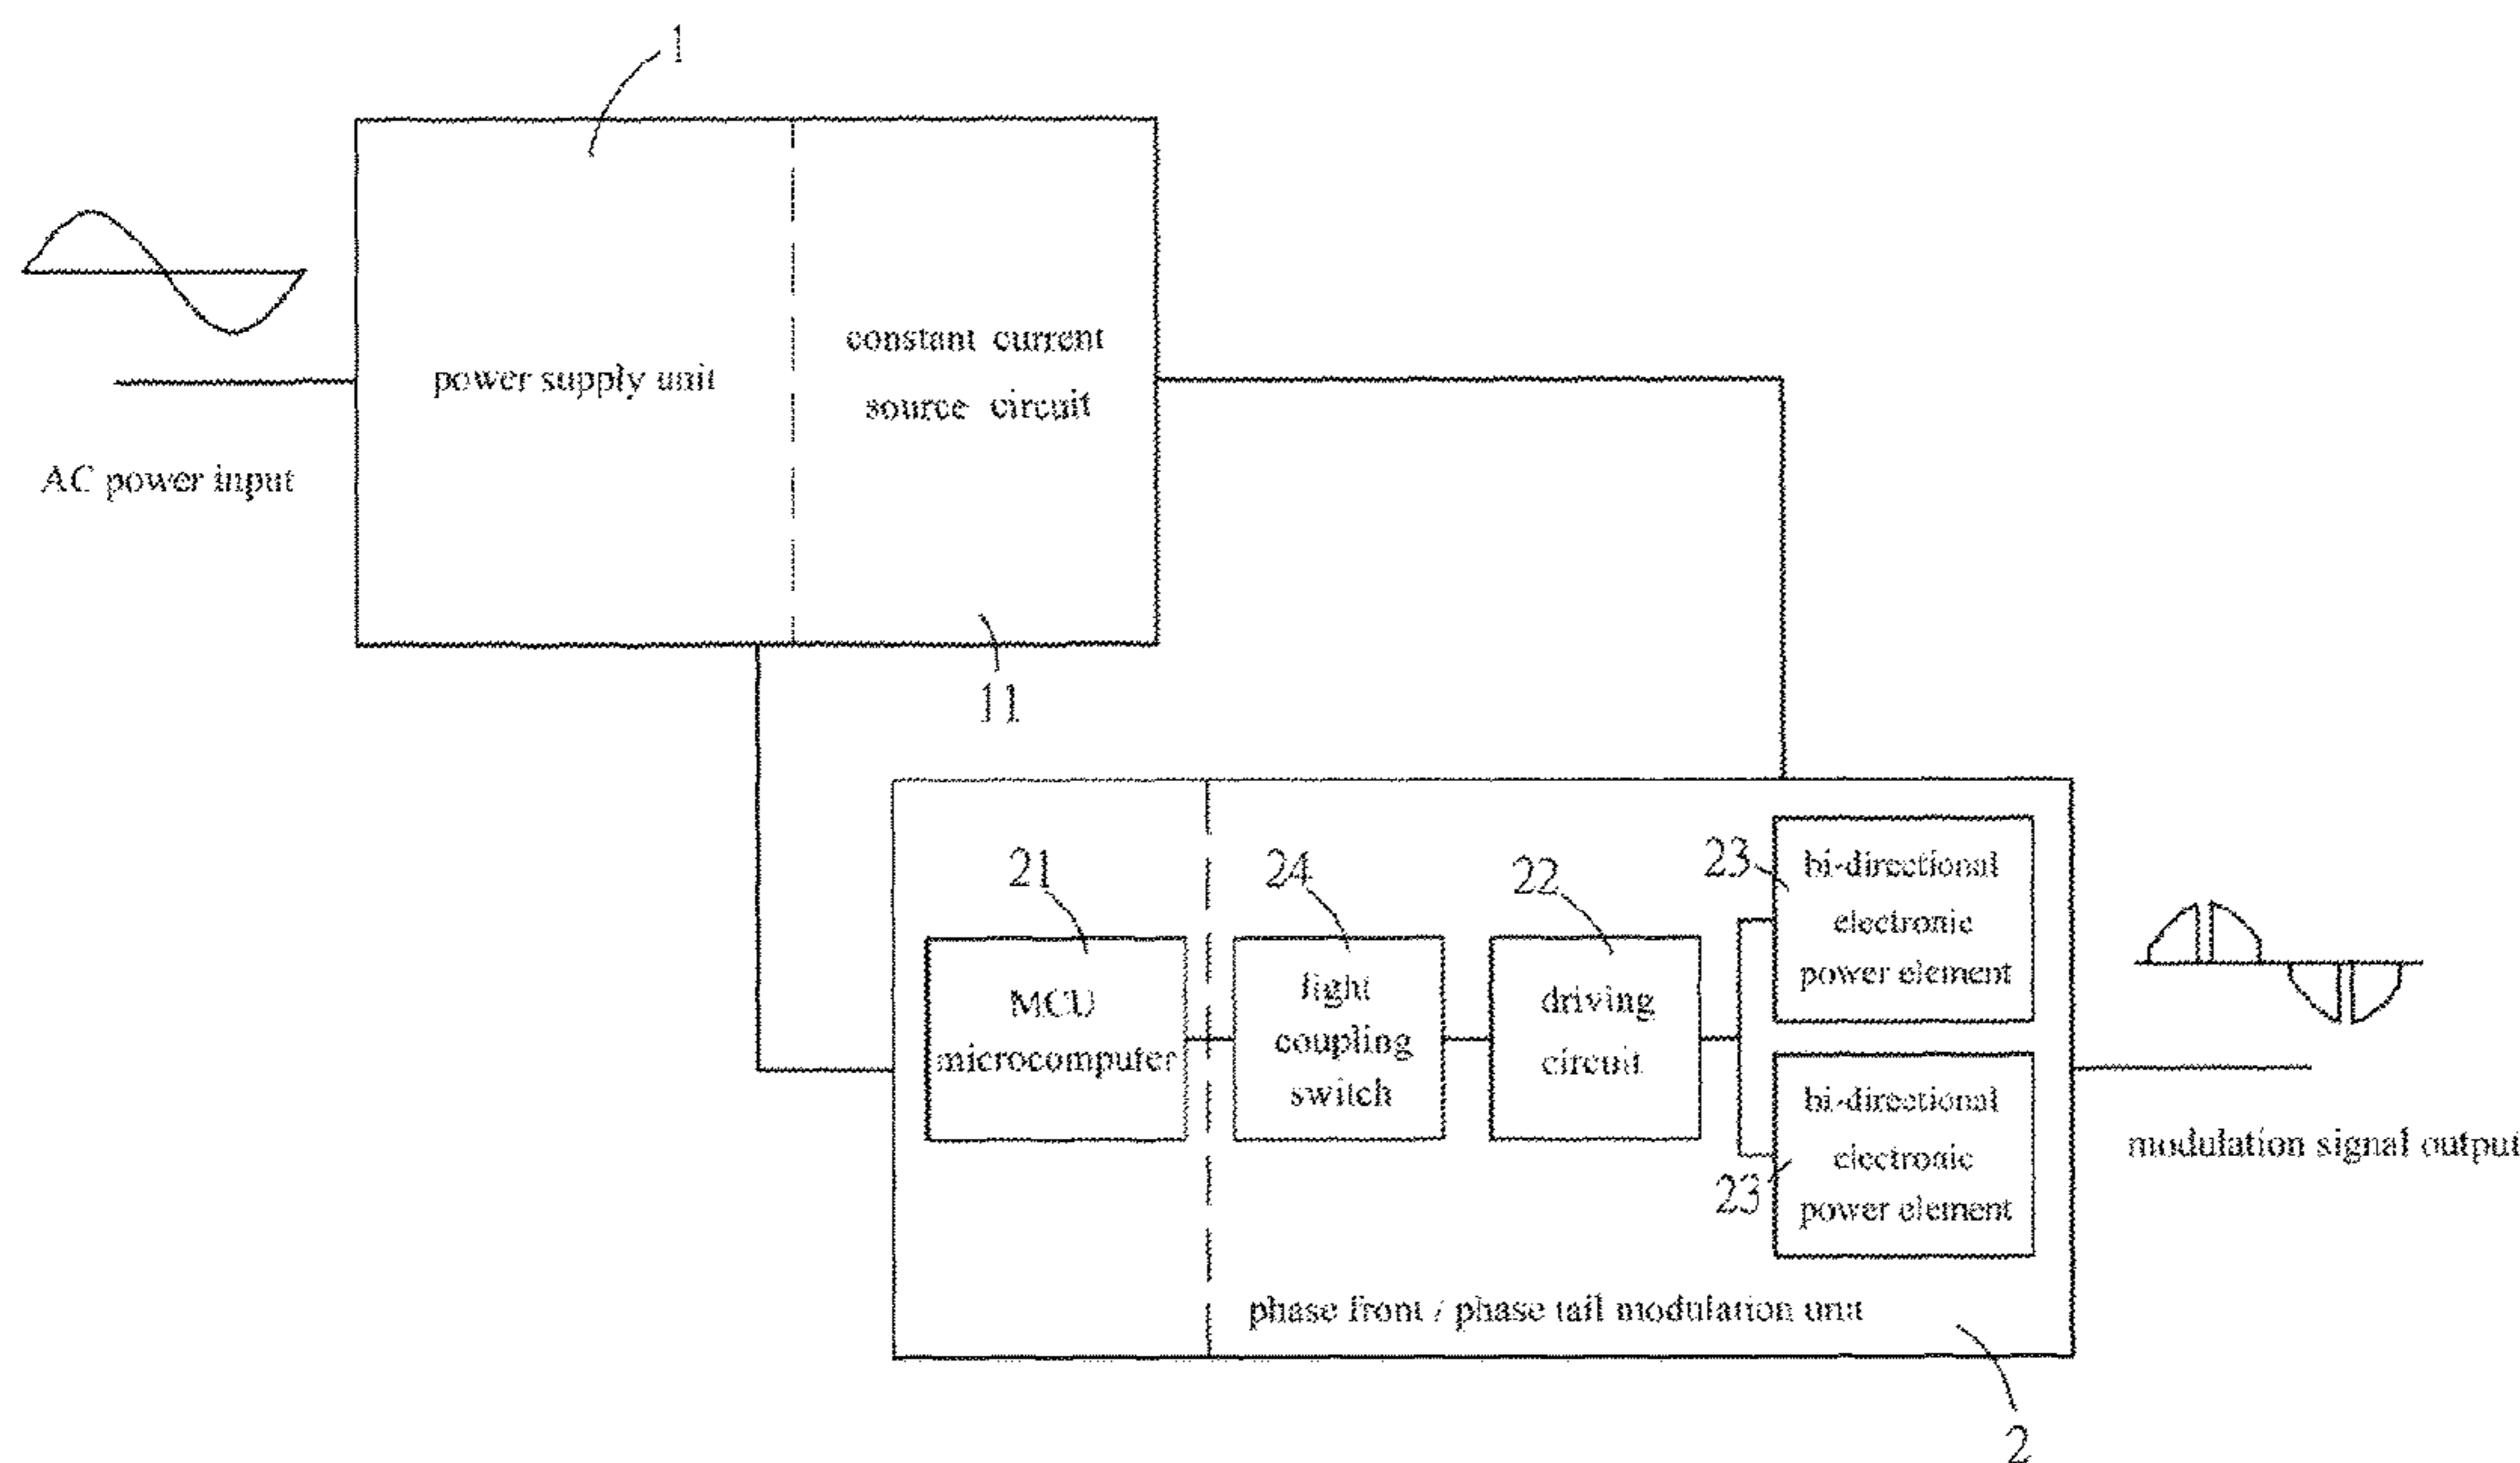 1
power supply unit
constant current
source circuit
AC power input
11
21
24
22
23
bi-directional
electronic
power element
MCU
microcomputer
light
coupling
switch
driving
circuit
23
bi-directional
electronic
power element
modulation signal output
phase front / phase tail modulation unit
2